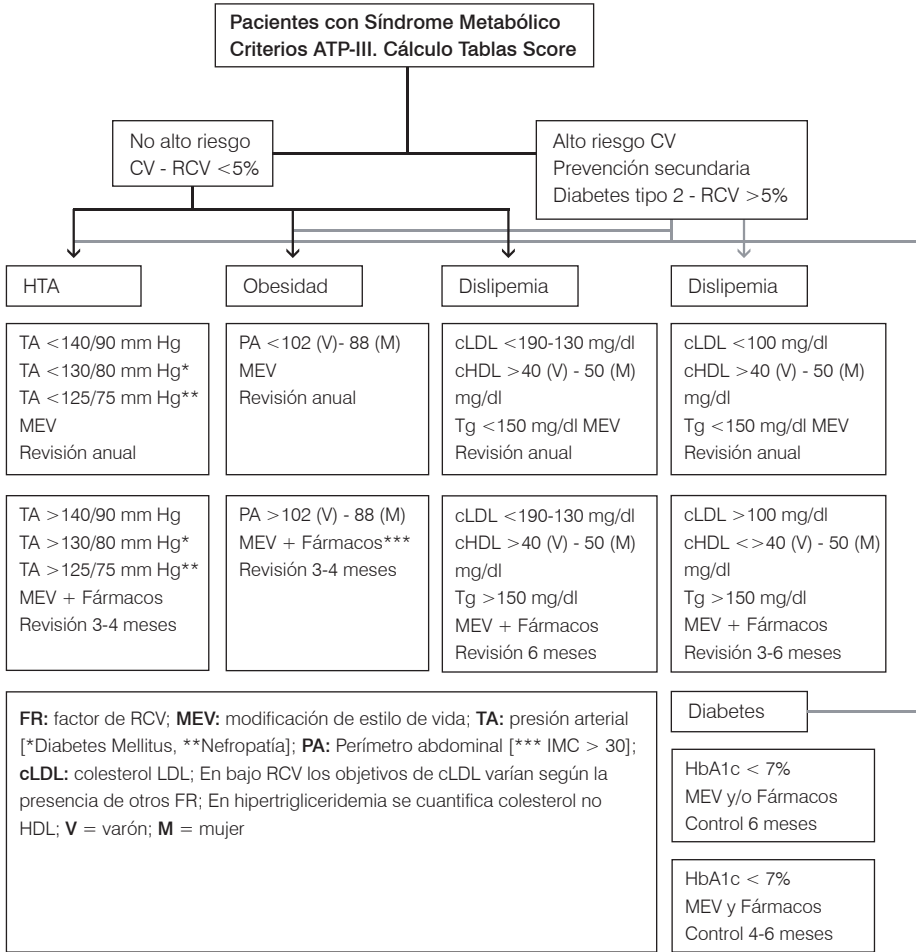 Pacientes con Síndrome Metabólico
Criterios ATP-III. Cálculo Tablas Score
No alto riesgo
CV - RCV <5%
Alto riesgo CV
Prevención secundaria
Diabetes tipo 2 - RCV >5%
HTA
Obesidad
Dislipemia
Dislipemia
TA <140/90 mm Hg
TA <130/80 mm Hg*
TA <125/75 mm Hg**
MEV
Revisión anual
PA <102 (V)- 88 (M)
MEV
Revisión anual
cLDL <190-130 mg/dl
cHDL >40 (V) - 50 (M)
mg/dl
Tg <150 mg/dl MEV
Revisión anual
cLDL <100 mg/dl
cHDL >40 (V) - 50 (M)
mg/dl
Tg <150 mg/dl MEV
Revisión anual
TA >140/90 mm Hg
TA >130/80 mm Hg*
TA >125/75 mm Hg**
MEV + Fármacos
Revisión 3-4 meses
PA >102 (V) - 88 (M)
MEV + Fármacos***
Revisión 3-4 meses
cLDL <190-130 mg/dl
cHDL >40 (V) - 50 (M)
mg/dl
Tg >150 mg/dl
MEV + Fármacos
Revisión 6 meses
cLDL >100 mg/dl
cHDL <>40 (V) - 50 (M)
mg/dl
Tg >150 mg/dl
MEV + Fármacos
Revisión 3-6 meses
FR: factor de RCV; MEV: modificación de estilo de vida; TA: presión arterial
[*Diabetes Mellitus, **Nefropatía]; PA: Perímetro abdominal [*** IMC > 30];
cLDL: colesterol LDL; En bajo RCV los objetivos de cLDL varían según la
presencia de otros FR; En hipertrigliceridemia se cuantifica colesterol no
HDL; V = varón; M = mujer
Diabetes
HbA1c < 7%
MEV y/o Fármacos
Control 6 meses
HbA1c < 7%
MEV y Fármacos
Control 4-6 meses